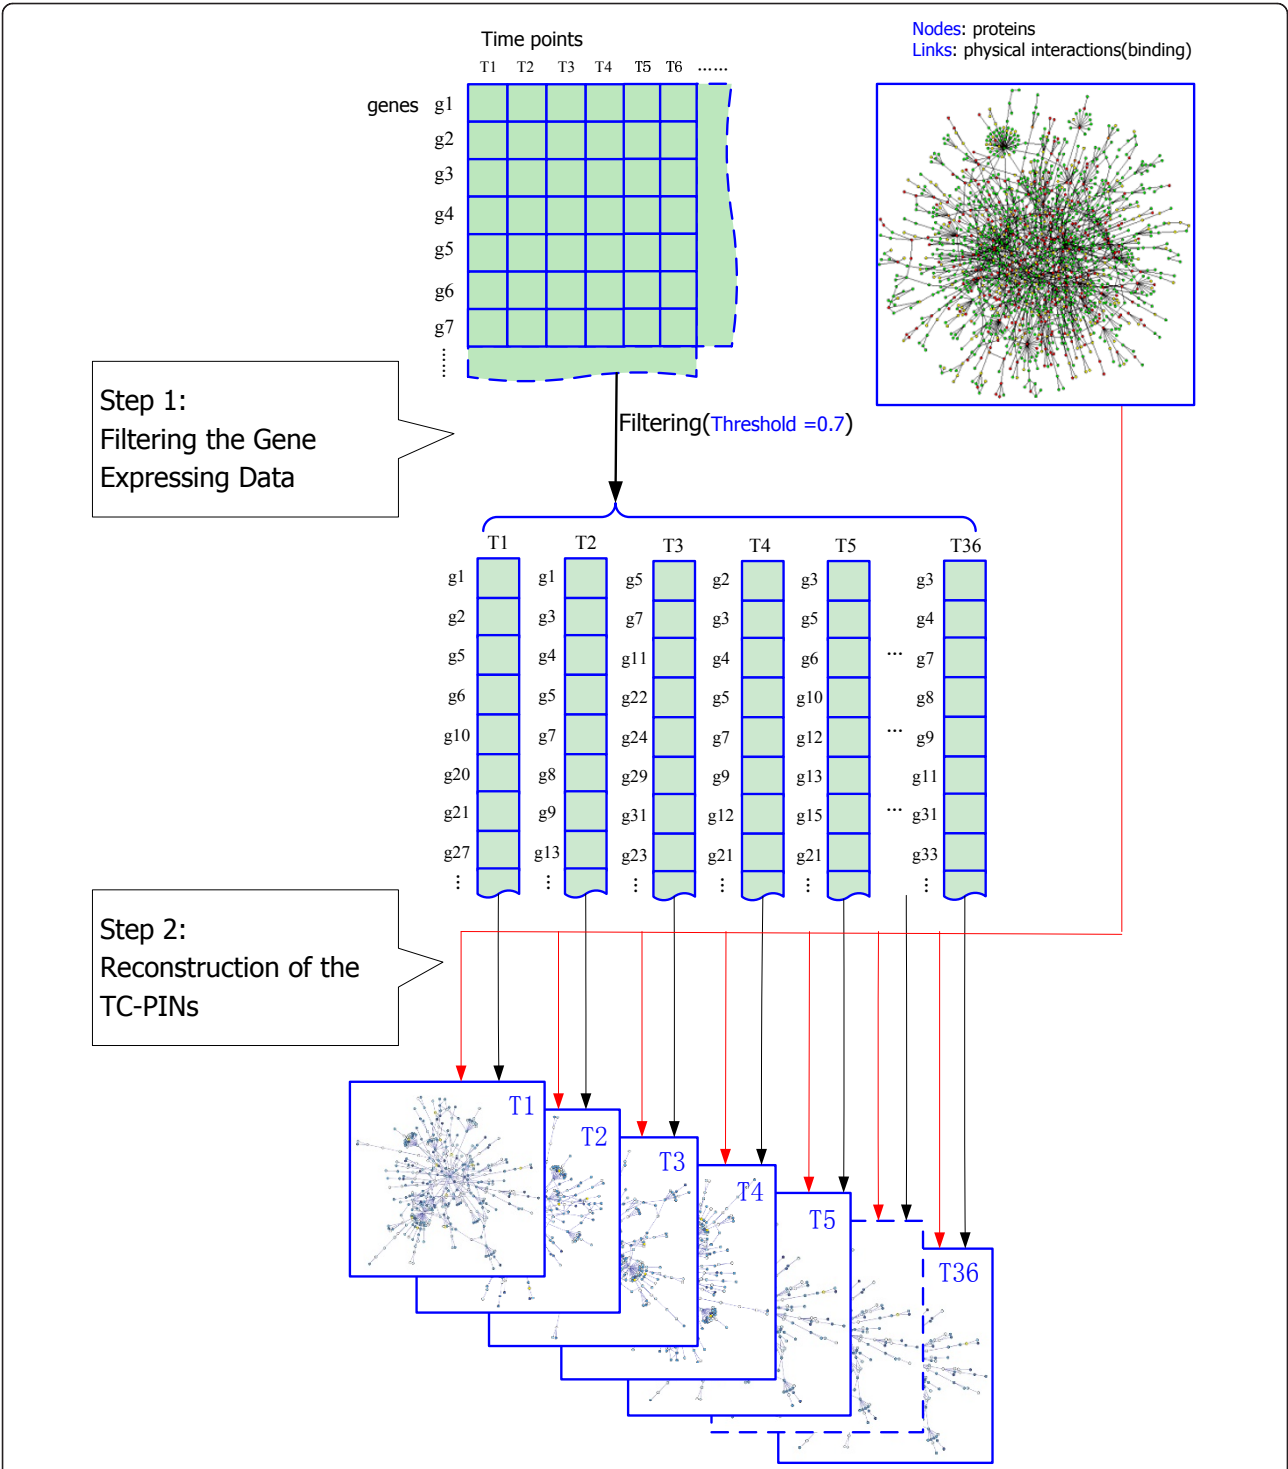 Time points
T1 T2 T3 T4 T5 T6 ......
Nodes: proteins
Links: physical interactions(binding)
genes g1
g2
g3
g4
g5
g6
g7
......
Step 1:
Filtering the Gene
Expressing Data
Filtering(Threshold =0.7)
T1 T2 T3 T4 T5 T36
g1 g1 g5 g2 g3 g3
g2 g3 g7 g3 g5 g4
g5 g4 g11 g4 g6 ... g7
g6 g5 g22 g5 g10 g8
g10 g7 g24 g7 g12 ... g9
g20 g8 g29 g9 g13 g11
g21 g9 g31 g12 g15 ... g31
g27 g13 g23 g21 g21 g33
... ... ... ... ... ...
Step 2:
Reconstruction of the
TC-PINs
T1
T2
T3
T4
T5
T36